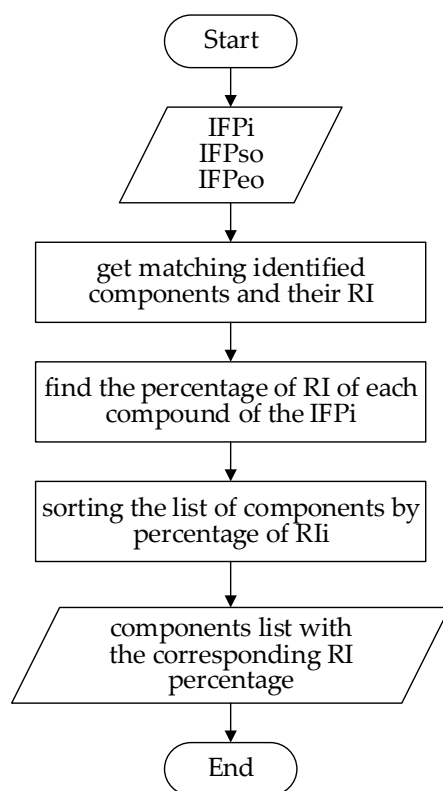 Start
IFPi
IFPso
IFPeo
get matching identified
components and their RI
find the percentage of RI of each
compound of the IFPi
sorting the list of components by
percentage of RIi
components list with
the corresponding RI
percentage
End